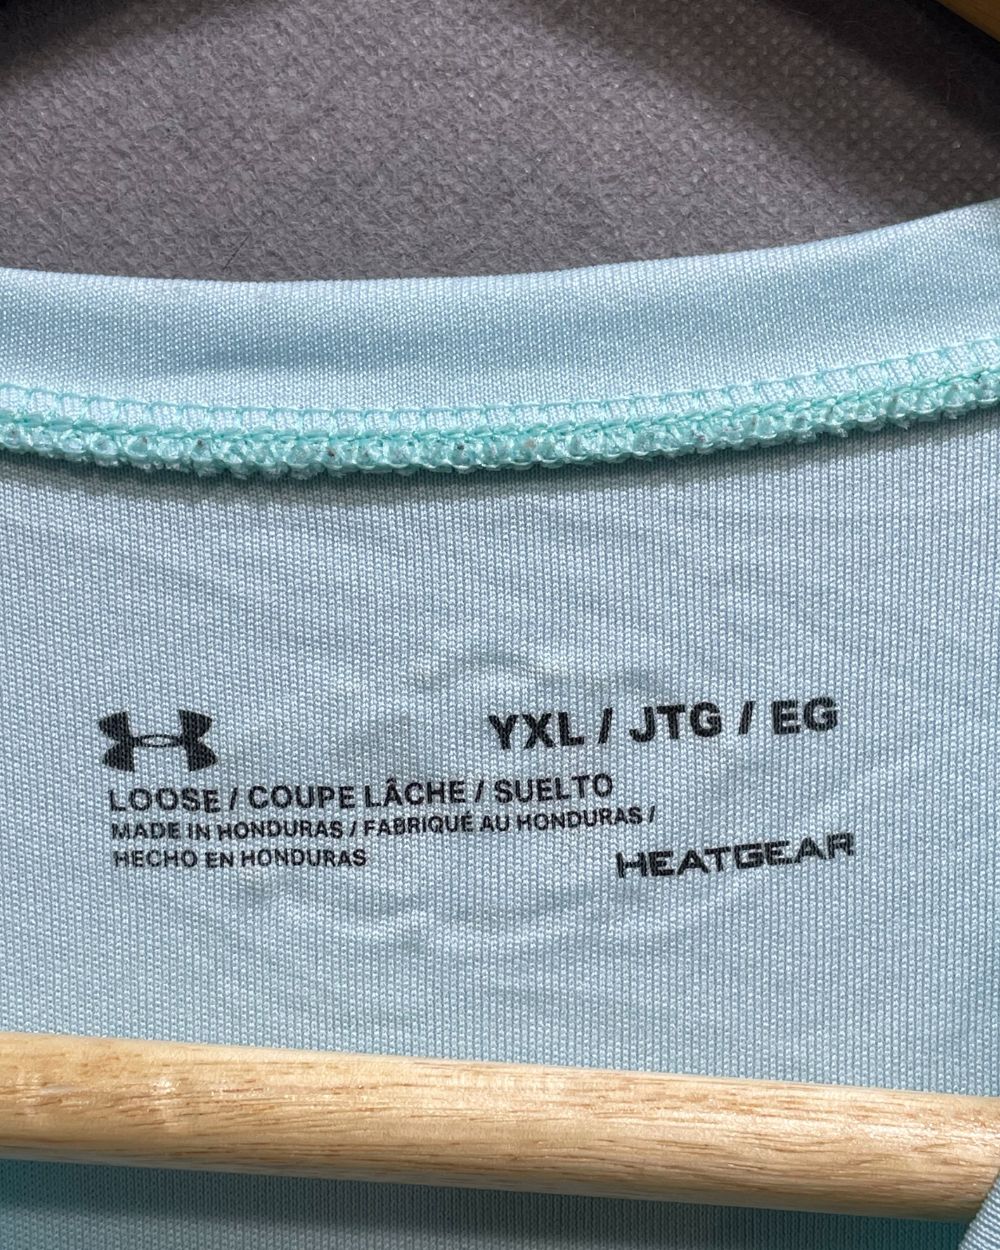 YXL / JTG / EG
LOOSE / COUPE LÂCHE / SUELTO
MADE IN HONDURAS / FABRIQUÉ AU HONDURAS /
HECHO EN HONDURAS
HEATGEAR